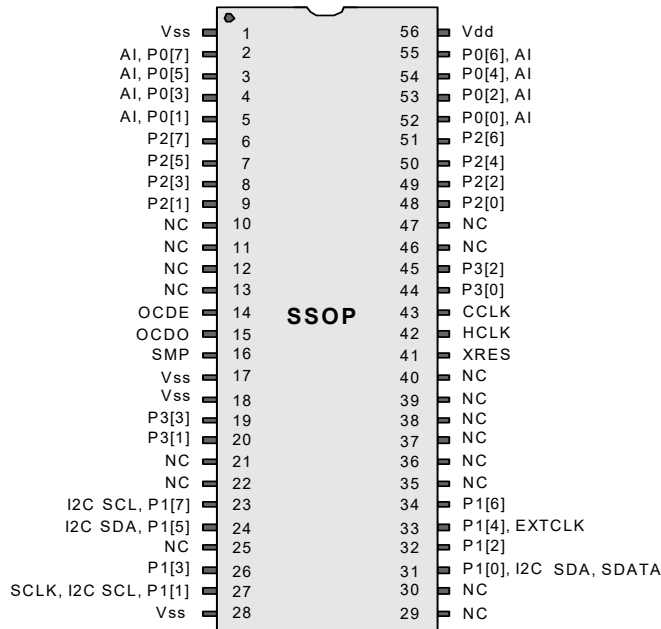 Vss 1 56 Vdd
AI, P0[7] 2 55 P0[6], AI
AI, P0[5] 3 54 P0[4], AI
AI, P0[3] 4 53 P0[2], AI
AI, P0[1] 5 52 P0[0], AI
P2[7] 6 51 P2[6]
P2[5] 7 50 P2[4]
P2[3] 8 49 P2[2]
P2[1] 9 48 P2[0]
NC 10 47 NC
NC 11 46 NC
NC 12 45 P3[2]
NC 13 44 P3[0]
OCDE 14 SSOP 43 CCLK
OCDO 15 42 HCLK
SMP 16 41 XRES
Vss 17 40 NC
Vss 18 39 NC
P3[3] 19 38 NC
P3[1] 20 37 NC
NC 21 36 NC
NC 22 35 NC
I2C SCL, P1[7] 23 34 P1[6]
I2C SDA, P1[5] 24 33 P1[4], EXTCLK
NC 25 32 P1[2]
P1[3] 26 31 P1[0], I2C SDA, SDATA
SCLK, I2C SCL, P1[1] 27 30 NC
Vss 28 29 NC